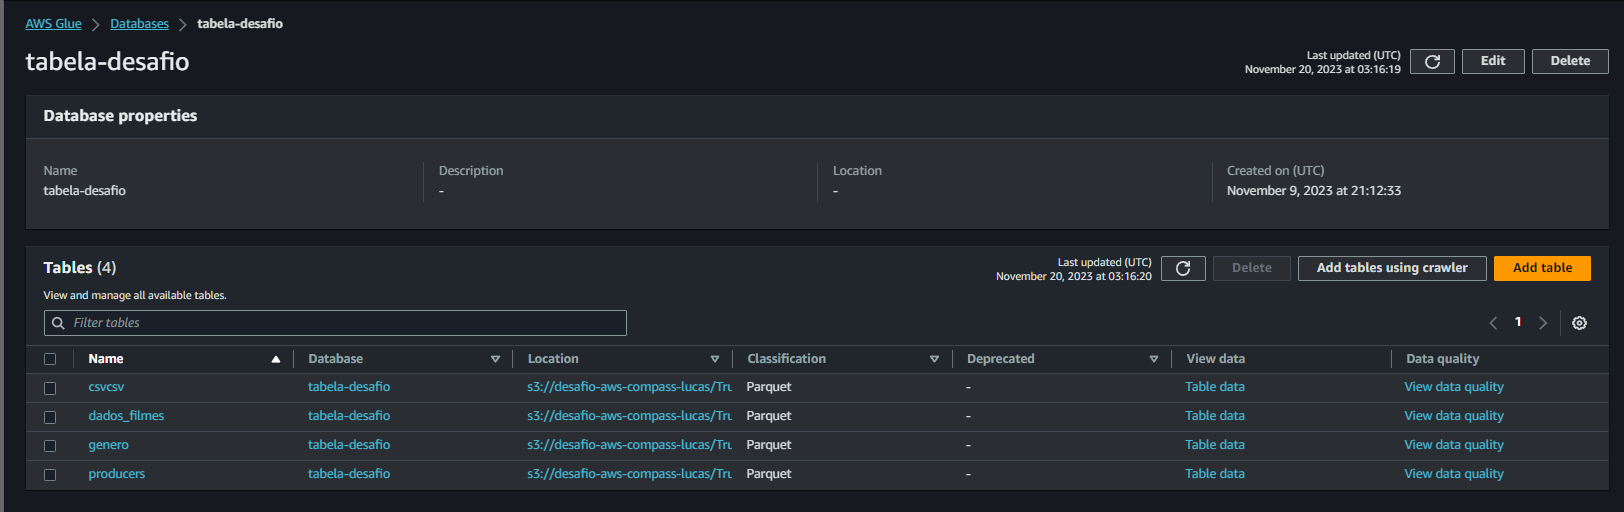 AWS Glue > Databases > tabela-desafio
tabela-desafio
Last updated (UTC)
November 20, 2023 at 03:16:19
Edit
Delete
Database properties
Name
tabela-desafio
Description
-
Location
-
Created on (UTC)
November 9, 2023 at 21:12:33
Tables (4)
View and manage all available tables.
Last updated (UTC)
November 20, 2023 at 03:16:20
Delete
Add tables using crawler
Add table
Filter tables
1
Name Database Location Classification Deprecated View data Data quality
csvcsv tabela-desafio s3://desafio-aws-compass-lucas/Tru Parquet - Table data View data quality
dados_filmes tabela-desafio s3://desafio-aws-compass-lucas/Tru Parquet - Table data View data quality
genero tabela-desafio s3://desafio-aws-compass-lucas/Tru Parquet - Table data View data quality
producers tabela-desafio s3://desafio-aws-compass-lucas/Tru Parquet - Table data View data quality